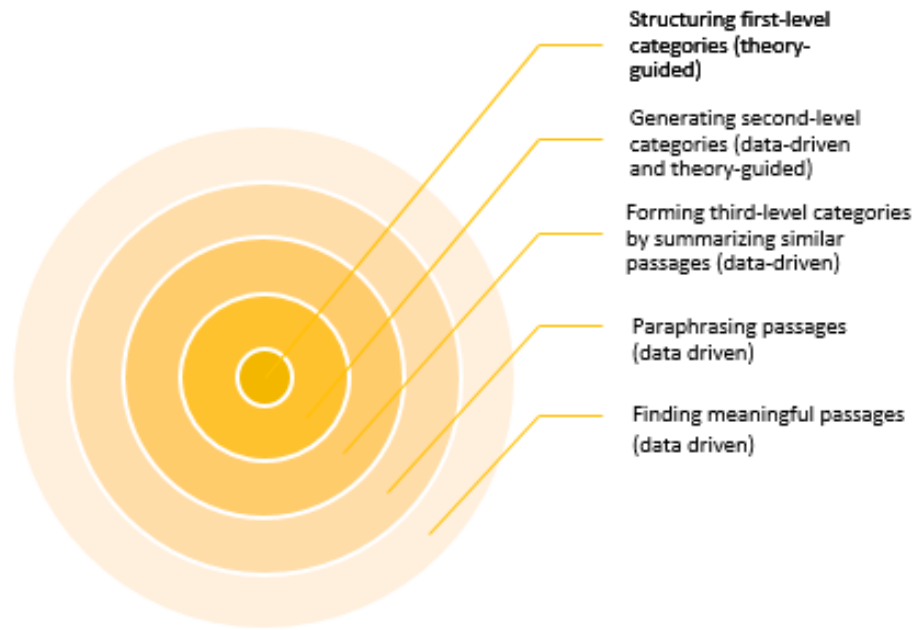 Structuring first-level
categories (theory-
guided)
Generating second-level
categories (data-driven
and theory-guided)
Forming third-level categories
by summarizing similar
passages (data-driven)
Paraphrasing passages
(data driven)
Finding meaningful passages
(data driven)